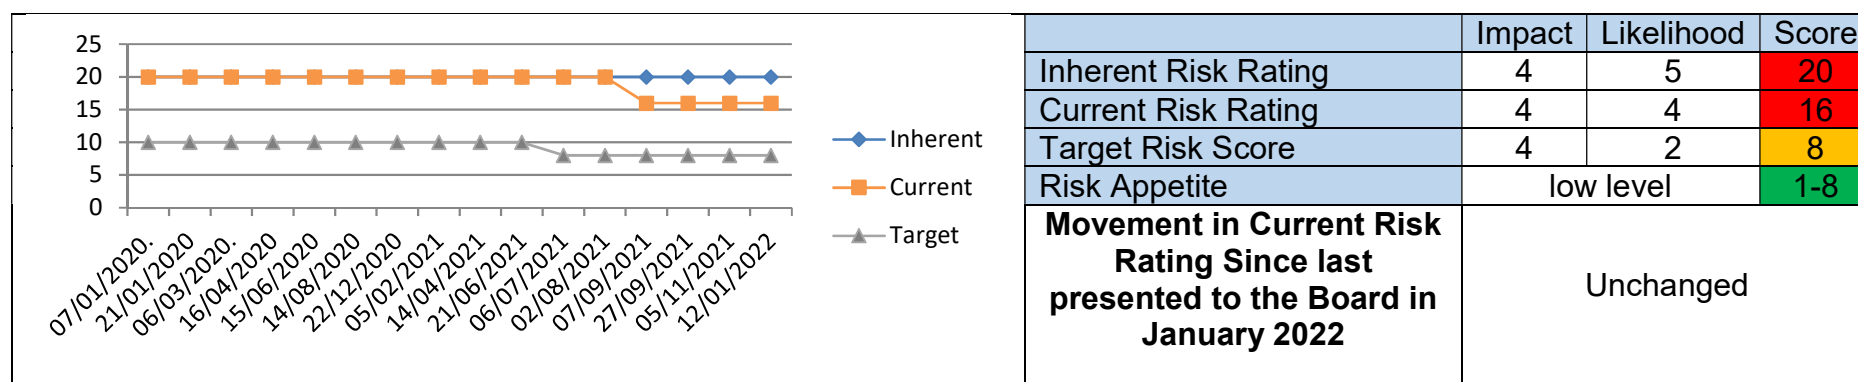 25
20
15
10
5
0
07/01/2020.
21/01/2020
06/03/2020.
16/04/2020
15/06/2020
14/08/2020
22/12/2020
05/02/2021
14/04/2021
21/06/2021
06/07/2021
02/08/2021
07/09/2021
27/09/2021
05/11/2021
12/01/2022
Inherent
Current
Target
Impact Likelihood Score
Inherent Risk Rating 4 5 20
Current Risk Rating 4 4 16
Target Risk Score 4 2 8
Risk Appetite low level 1-8
Movement in Current Risk
Rating Since last
presented to the Board in
January 2022
Unchanged